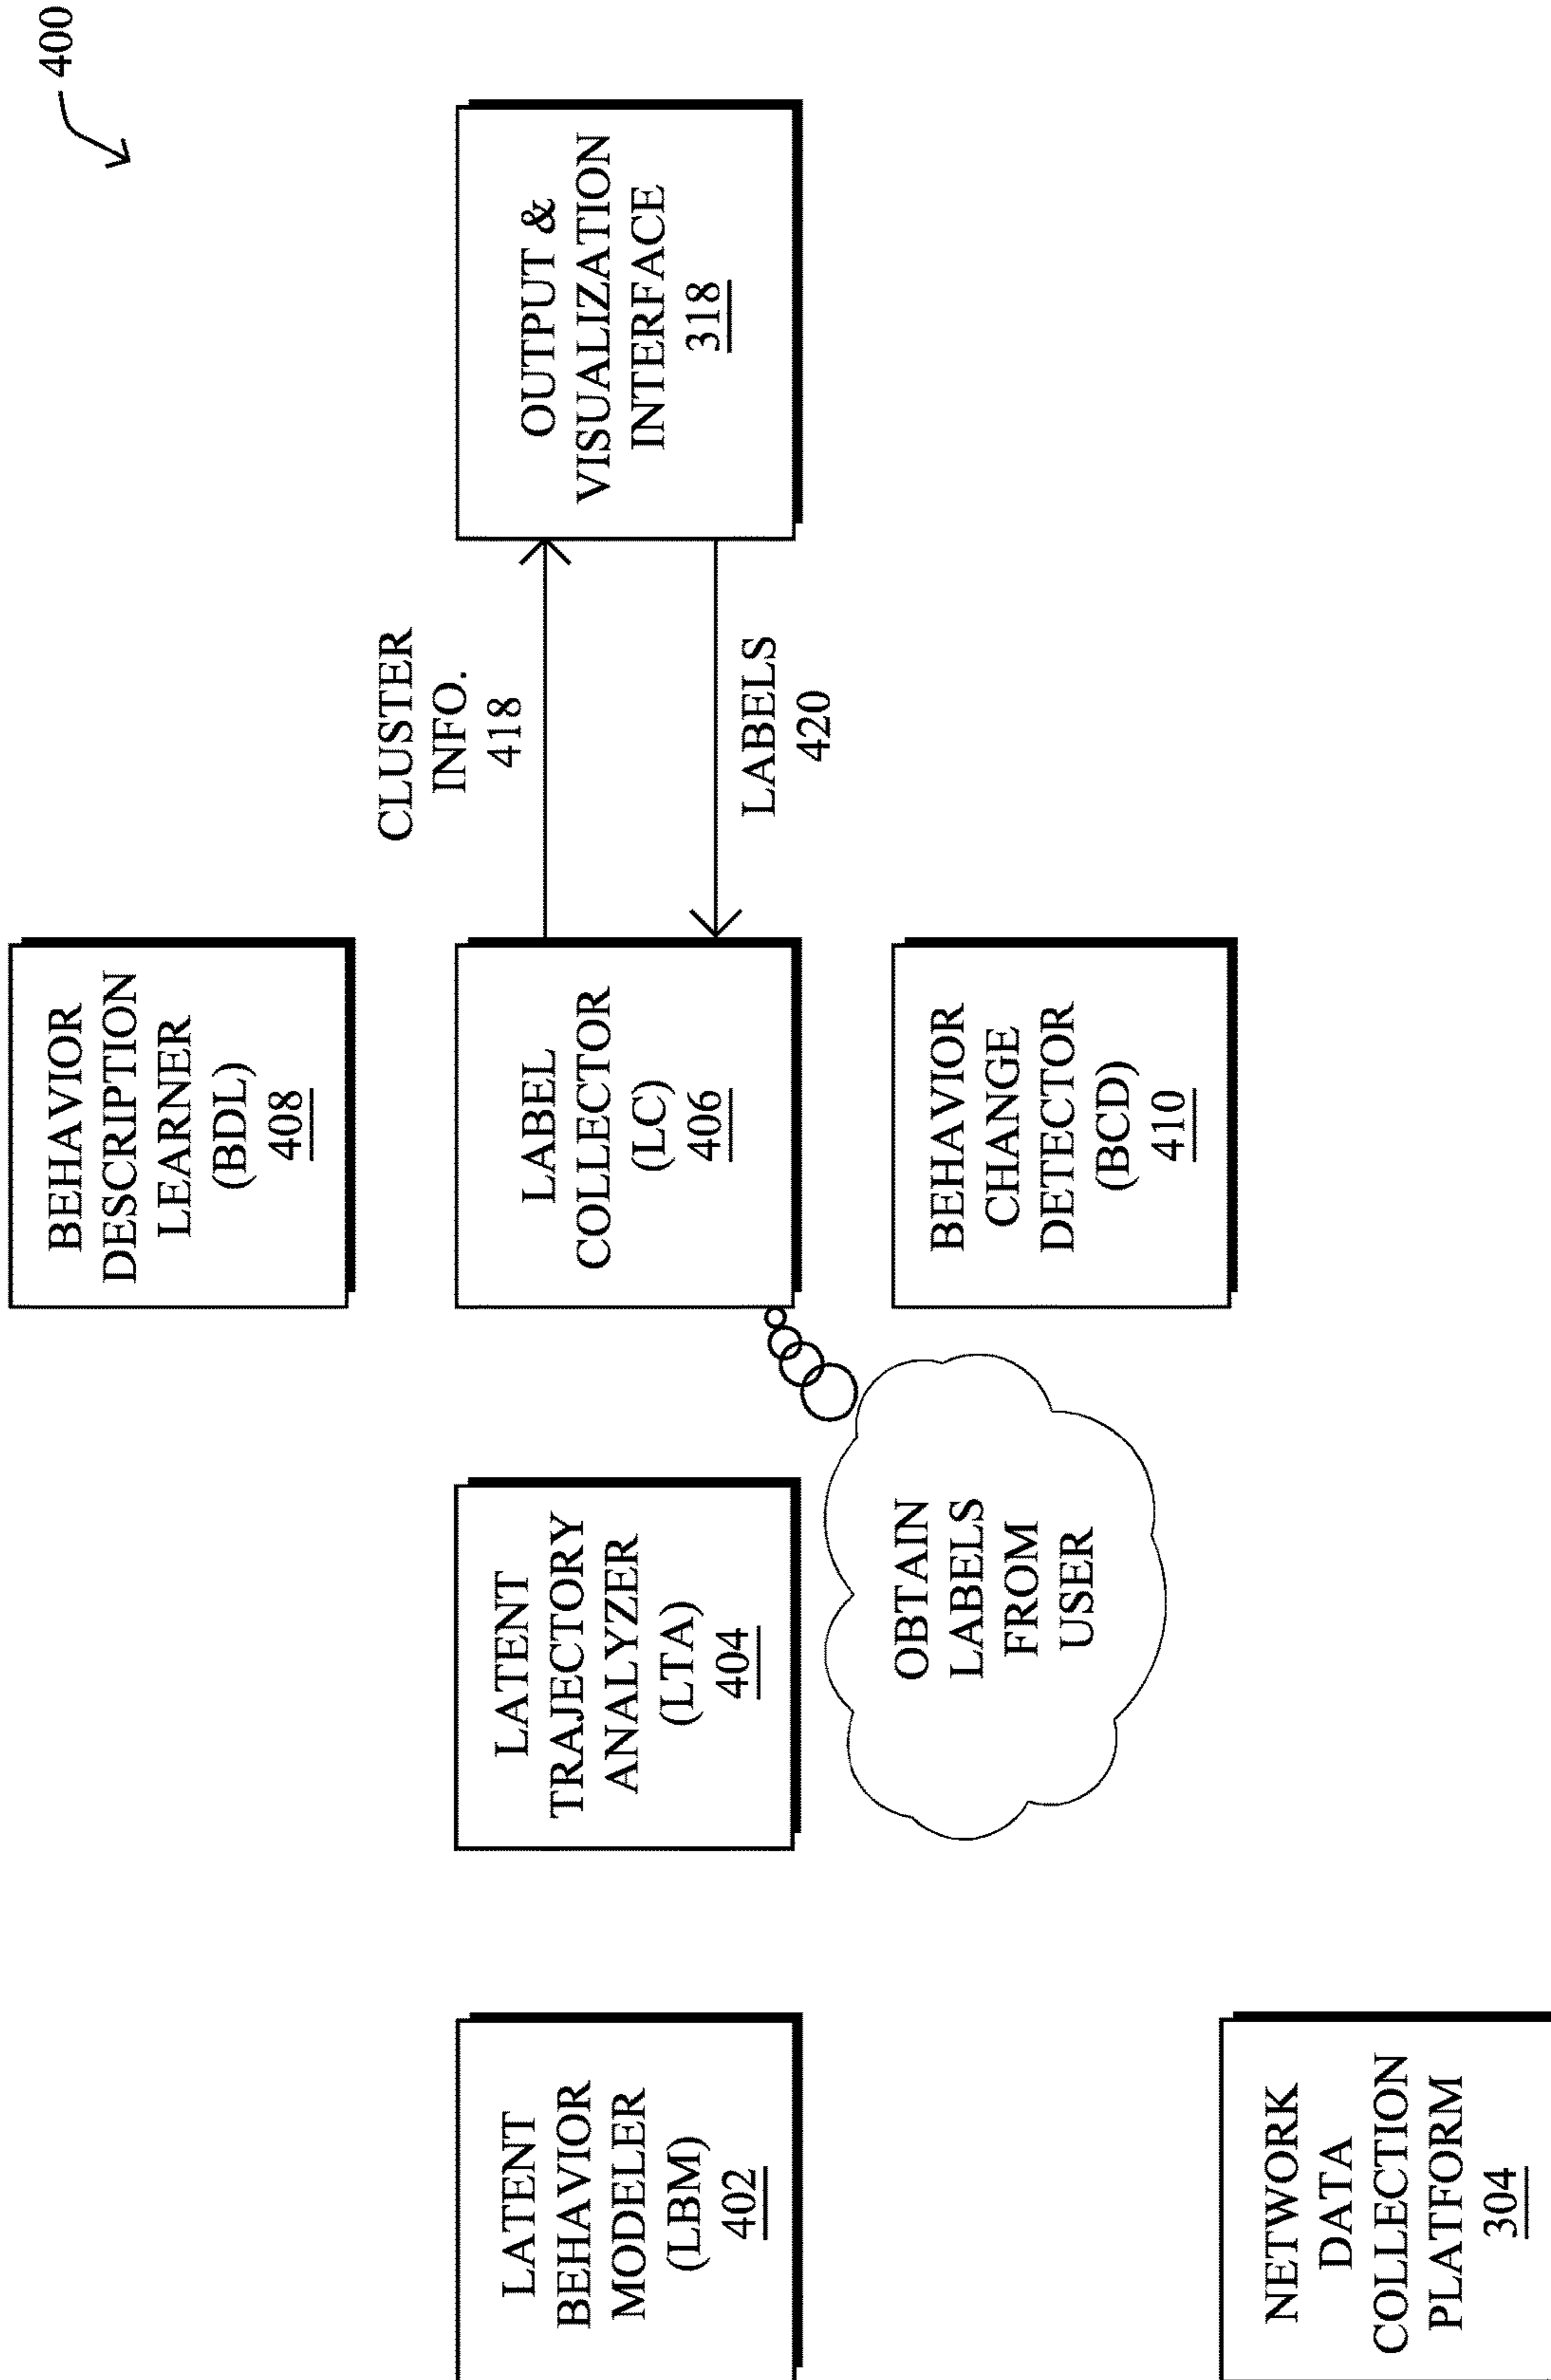 400
BEHAVIOR
DESCRIPTION
LEARNER
(BDL)
408
CLUSTER
INFO.
418
LATENT
BEHAVIOR
MODELER
(LBM)
402
LATENT
TRAJECTORY
ANALYZER
(LTA)
404
LABEL
COLLECTOR
(LC)
406
OUTPUT &
VISUALIZATION
INTERFACE
318
LABELS
420
OBTAIN
LABELS
FROM
USER
BEHAVIOR
CHANGE
DETECTOR
(BCD)
410
NETWORK
DATA
COLLECTION
PLATFORM
304